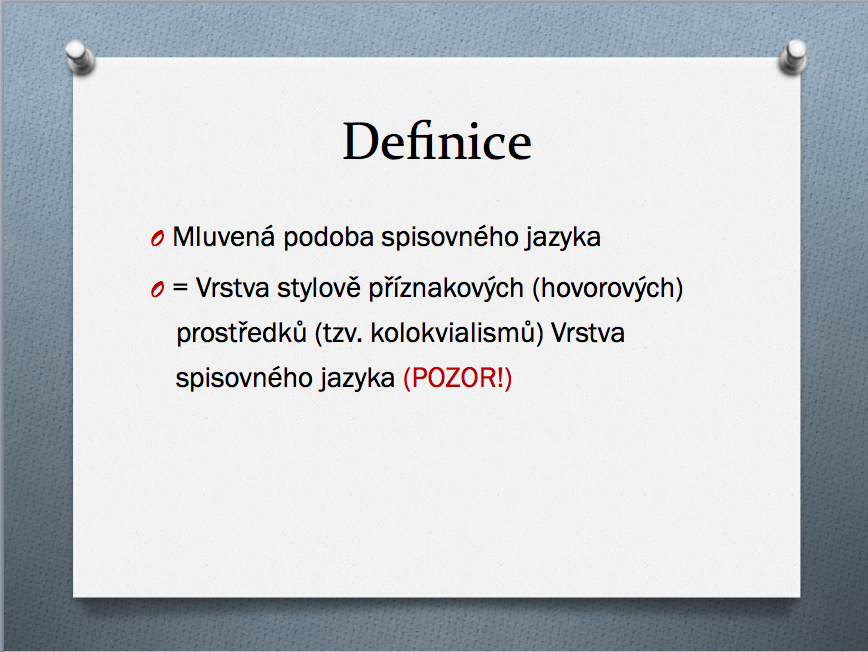 Definice
Mluvená podoba spisovného jazyka
= Vrstva stylově příznakových (hovorových)
prostředků (tzv. kolokvialismů) Vrstva
spisovného jazyka (POZOR!)